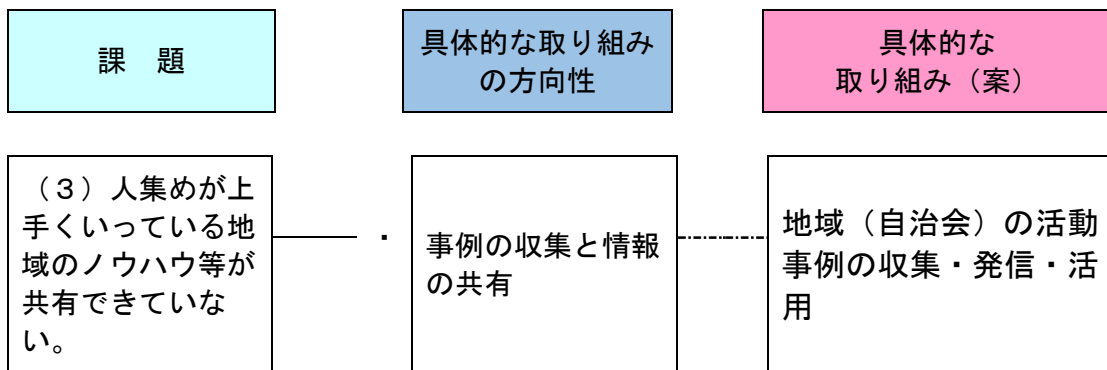 課　題
具体的な取り組み
の方向性
具体的な
取り組み（案）
（３）人集めが上
手くいっている地
域のノウハウ等が
共有できていな
い。
・
事例の収集と情報
の共有
地域（自治会）の活動
事例の収集・発信・活
用